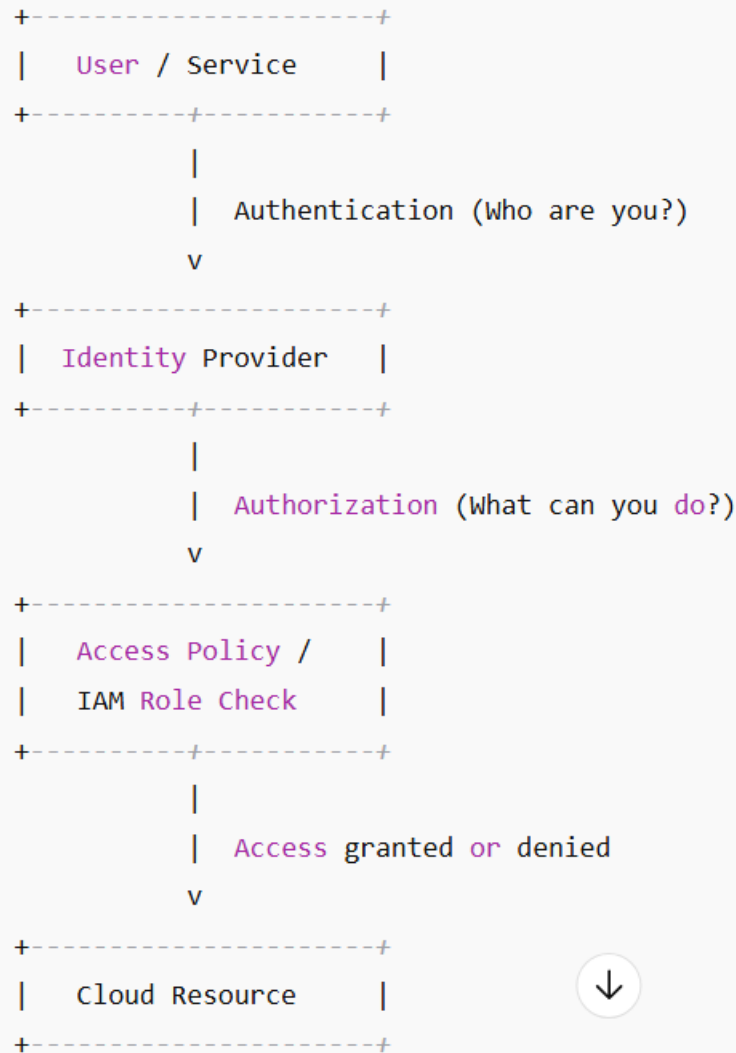 +----------------------+
|   User / Service     |
+----------+-----------+
|
|  Authentication (Who are you?)
v
+----------------------+
|  Identity Provider   |
+----------+-----------+
|
|  Authorization (What can you do?)
v
+----------------------+
|   Access Policy /    |
|   IAM Role Check     |
+----------+-----------+
|
|  Access granted or denied
v
+----------------------+
|   Cloud Resource     |
+----------------------+